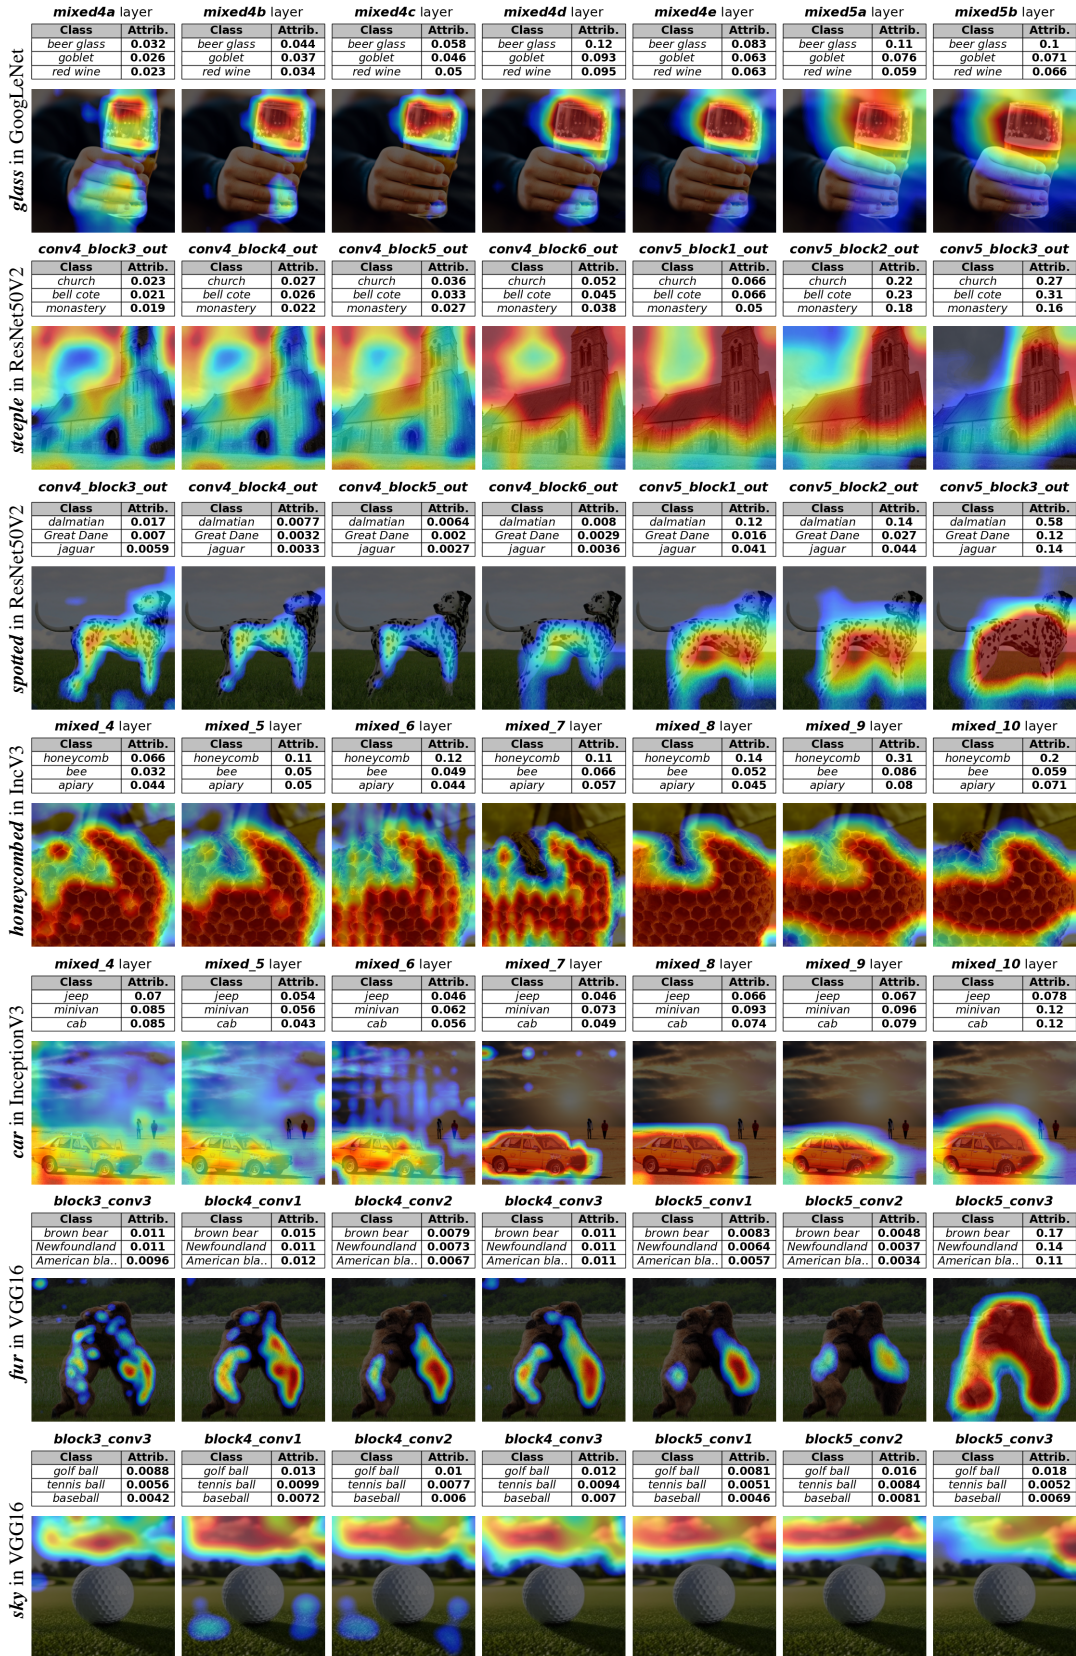 mixed4a layer mixed4b layer mixed4c layer mixed4d layer mixed4e layer mixed5a layer mixed5b layer
Class Attrib. Class Attrib. Class Attrib. Class Attrib. Class Attrib. Class Attrib. Class Attrib.
beer glass 0.032 beer glass 0.044 beer glass 0.058 beer glass 0.12 beer glass 0.083 beer glass 0.11 beer glass 0.1
goblet 0.026 goblet 0.037 goblet 0.046 goblet 0.093 goblet 0.063 goblet 0.076 goblet 0.071
red wine 0.023 red wine 0.034 red wine 0.05 red wine 0.095 red wine 0.063 red wine 0.059 red wine 0.066
glass in GoogLeNet
conv4_block3_out conv4_block4_out conv4_block5_out conv4_block6_out conv5_block1_out conv5_block2_out conv5_block3_out
Class Attrib. Class Attrib. Class Attrib. Class Attrib. Class Attrib. Class Attrib. Class Attrib.
church 0.023 church 0.027 church 0.036 church 0.052 church 0.066 church 0.22 church 0.27
bell cote 0.021 bell cote 0.026 bell cote 0.033 bell cote 0.045 bell cote 0.066 bell cote 0.23 bell cote 0.31
monastery 0.019 monastery 0.022 monastery 0.027 monastery 0.038 monastery 0.05 monastery 0.18 monastery 0.16
steeple in ResNet50V2
conv4_block3_out conv4_block4_out conv4_block5_out conv4_block6_out conv5_block1_out conv5_block2_out conv5_block3_out
Class Attrib. Class Attrib. Class Attrib. Class Attrib. Class Attrib. Class Attrib. Class Attrib.
dalmatian 0.017 dalmatian 0.0077 dalmatian 0.0064 dalmatian 0.008 dalmatian 0.12 dalmatian 0.14 dalmatian 0.58
Great Dane 0.007 Great Dane 0.0032 Great Dane 0.002 Great Dane 0.0029 Great Dane 0.016 Great Dane 0.027 Great Dane 0.12
jaguar 0.0059 jaguar 0.0033 jaguar 0.0027 jaguar 0.0036 jaguar 0.041 jaguar 0.044 jaguar 0.14
spotted in ResNet50V2
mixed_4 layer mixed_5 layer mixed_6 layer mixed_7 layer mixed_8 layer mixed_9 layer mixed_10 layer
Class Attrib. Class Attrib. Class Attrib. Class Attrib. Class Attrib. Class Attrib. Class Attrib.
honeycomb 0.066 honeycomb 0.11 honeycomb 0.12 honeycomb 0.11 honeycomb 0.14 honeycomb 0.31 honeycomb 0.2
bee 0.032 bee 0.05 bee 0.049 bee 0.066 bee 0.052 bee 0.086 bee 0.059
apiary 0.044 apiary 0.05 apiary 0.044 apiary 0.057 apiary 0.045 apiary 0.08 apiary 0.071
honeycombed in IncV3
mixed_4 layer mixed_5 layer mixed_6 layer mixed_7 layer mixed_8 layer mixed_9 layer mixed_10 layer
Class Attrib. Class Attrib. Class Attrib. Class Attrib. Class Attrib. Class Attrib. Class Attrib.
jeep 0.07 jeep 0.054 jeep 0.046 jeep 0.046 jeep 0.066 jeep 0.067 jeep 0.078
minivan 0.085 minivan 0.056 minivan 0.062 minivan 0.073 minivan 0.093 minivan 0.096 minivan 0.12
cab 0.085 cab 0.043 cab 0.056 cab 0.049 cab 0.074 cab 0.079 cab 0.12
car in InceptionV3
block3_conv3 block4_conv1 block4_conv2 block4_conv3 block5_conv1 block5_conv2 block5_conv3
Class Attrib. Class Attrib. Class Attrib. Class Attrib. Class Attrib. Class Attrib. Class Attrib.
brown bear 0.011 brown bear 0.015 brown bear 0.0079 brown bear 0.011 brown bear 0.0083 brown bear 0.0048 brown bear 0.17
Newfoundland 0.011 Newfoundland 0.011 Newfoundland 0.0073 Newfoundland 0.011 Newfoundland 0.0064 Newfoundland 0.0037 Newfoundland 0.14
American bla.. 0.0096 American bla.. 0.012 American bla.. 0.0067 American bla.. 0.011 American bla.. 0.0057 American bla.. 0.0034 American bla.. 0.11
fur in VGG16
block3_conv3 block4_conv1 block4_conv2 block4_conv3 block5_conv1 block5_conv2 block5_conv3
Class Attrib. Class Attrib. Class Attrib. Class Attrib. Class Attrib. Class Attrib. Class Attrib.
golf ball 0.0088 golf ball 0.013 golf ball 0.01 golf ball 0.012 golf ball 0.0081 golf ball 0.016 golf ball 0.018
tennis ball 0.0056 tennis ball 0.0099 tennis ball 0.0077 tennis ball 0.0094 tennis ball 0.0051 tennis ball 0.0084 tennis ball 0.0052
baseball 0.0042 baseball 0.0072 baseball 0.006 baseball 0.007 baseball 0.0046 baseball 0.0081 baseball 0.0069
sky in VGG16